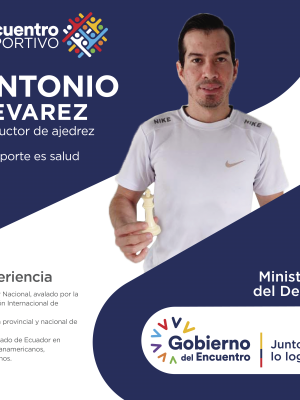 cuentro
PORTIVO
NTONIO
EVAREZ
uctor de ajedrez
porte es salud
NIKE
NIKE
eriencia
Nacional, avalado por la
ón Internacional de
a provincial y nacional de
ado de Ecuador en
anamericanos,
nos.
Minist
del De
Gobierno
del Encuentro
Junto
lo log